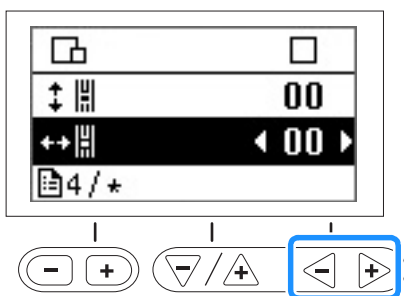 00
00
4/*
- + - / + - +